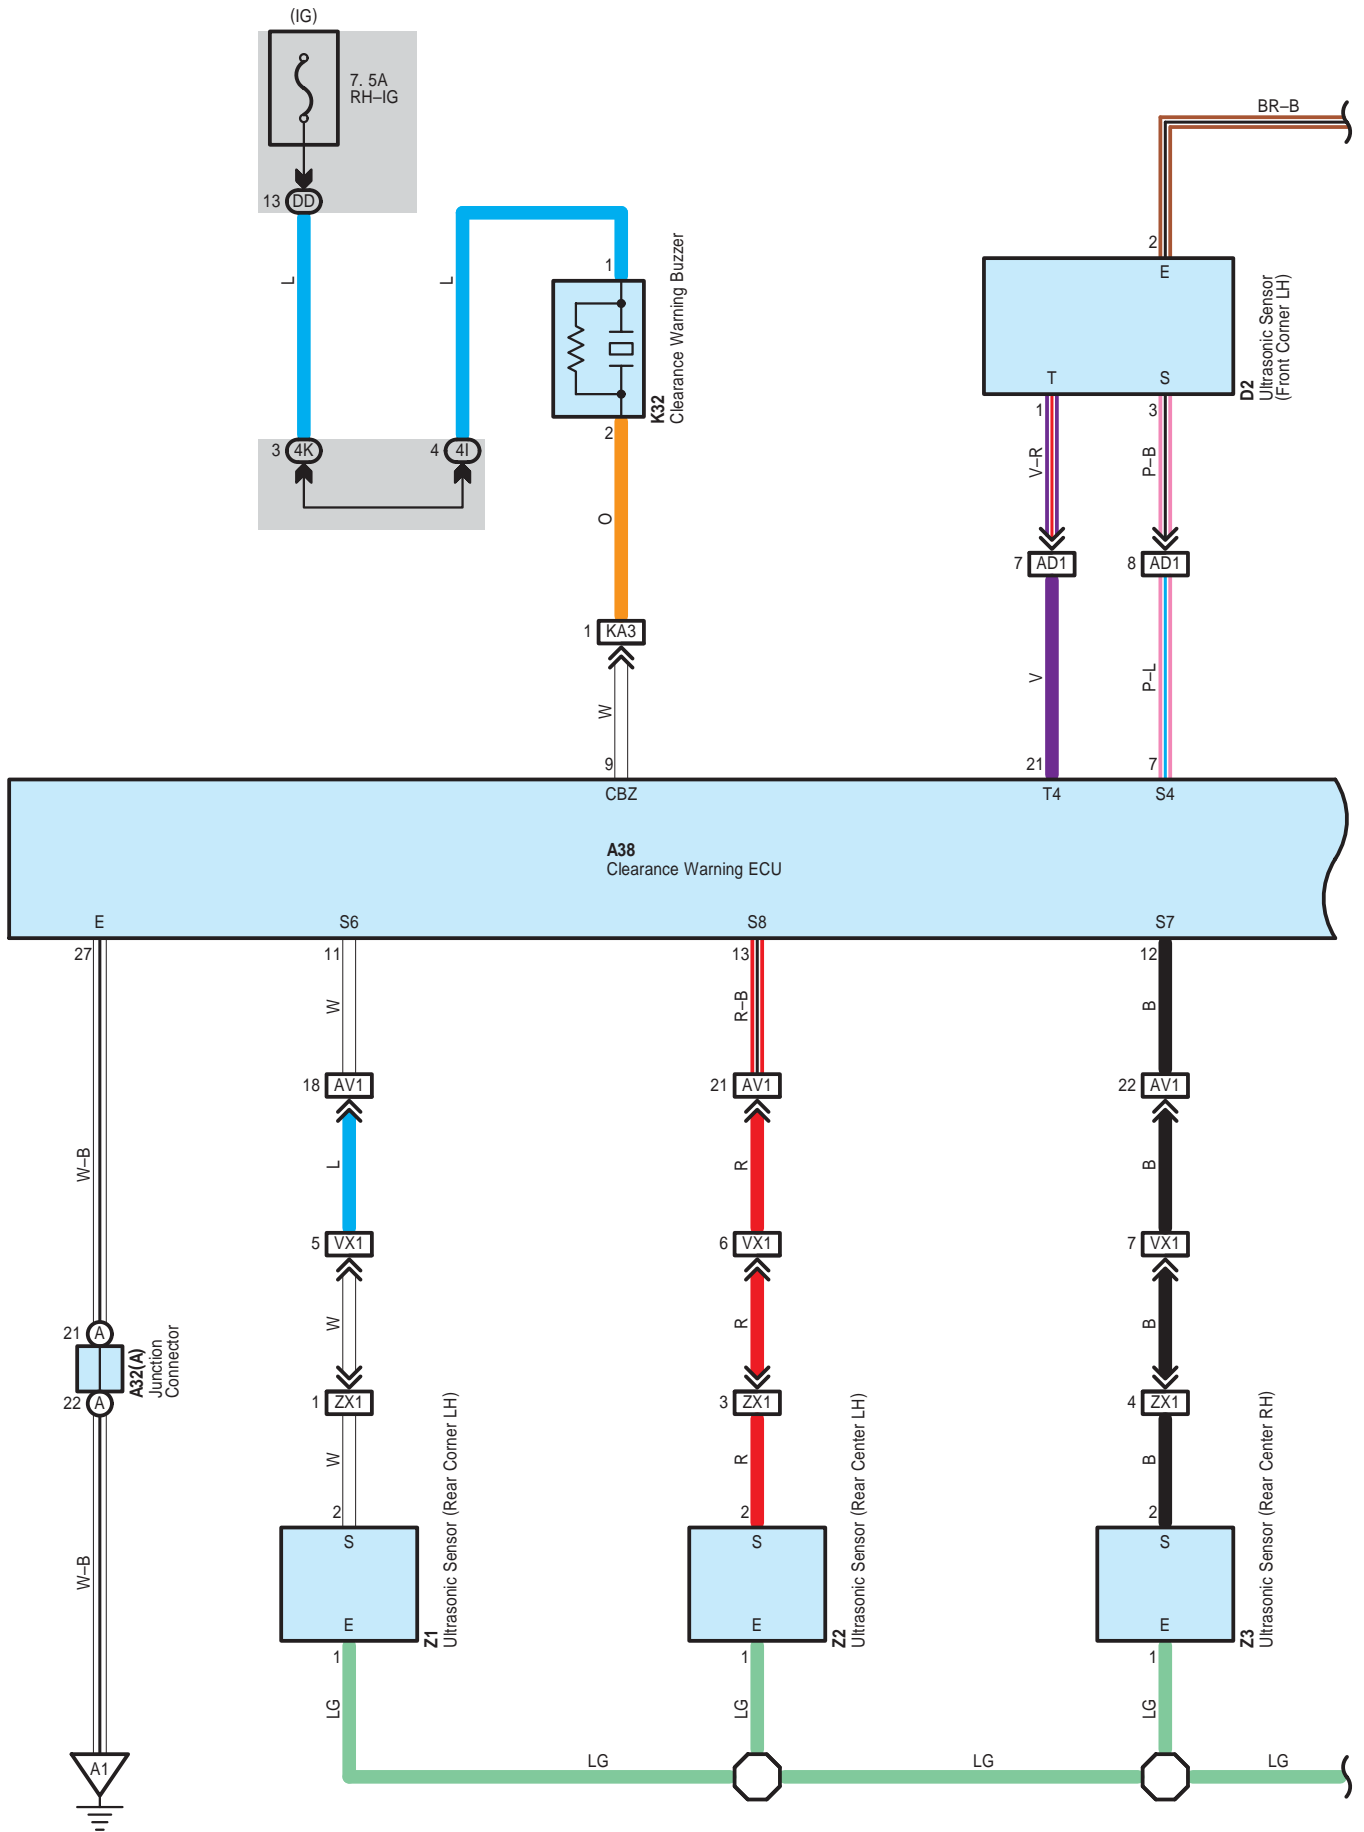 (IG)
7. 5A
RH–IG
13 DD
L
L
3 4K
4 4I
1
K32
Clearance Warning Buzzer
2
O
1 KA3
W
9
BR–B
2
E
T
S
D2
Ultrasonic Sensor
(Front Corner LH)
1
3
V–R
P–B
7 AD1
8 AD1
V
P–L
21
7
CBZ
T4
S4
A38
Clearance Warning ECU
E
S6
S8
S7
27
11
13
12
W
R–B
B
18 AV1
21 AV1
22 AV1
W–B
L
R
B
5 VX1
6 VX1
7 VX1
W
R
B
21 A
A32(A)
Junction
Connector
22 A
1 ZX1
3 ZX1
4 ZX1
W
R
B
2
2
2
W–B
S
E
Z1
Ultrasonic Sensor (Rear Corner LH)
S
E
Z2
Ultrasonic Sensor (Rear Center LH)
S
E
Z3
Ultrasonic Sensor (Rear Center RH)
1
1
1
LG
LG
LG
LG
LG
LG
A1